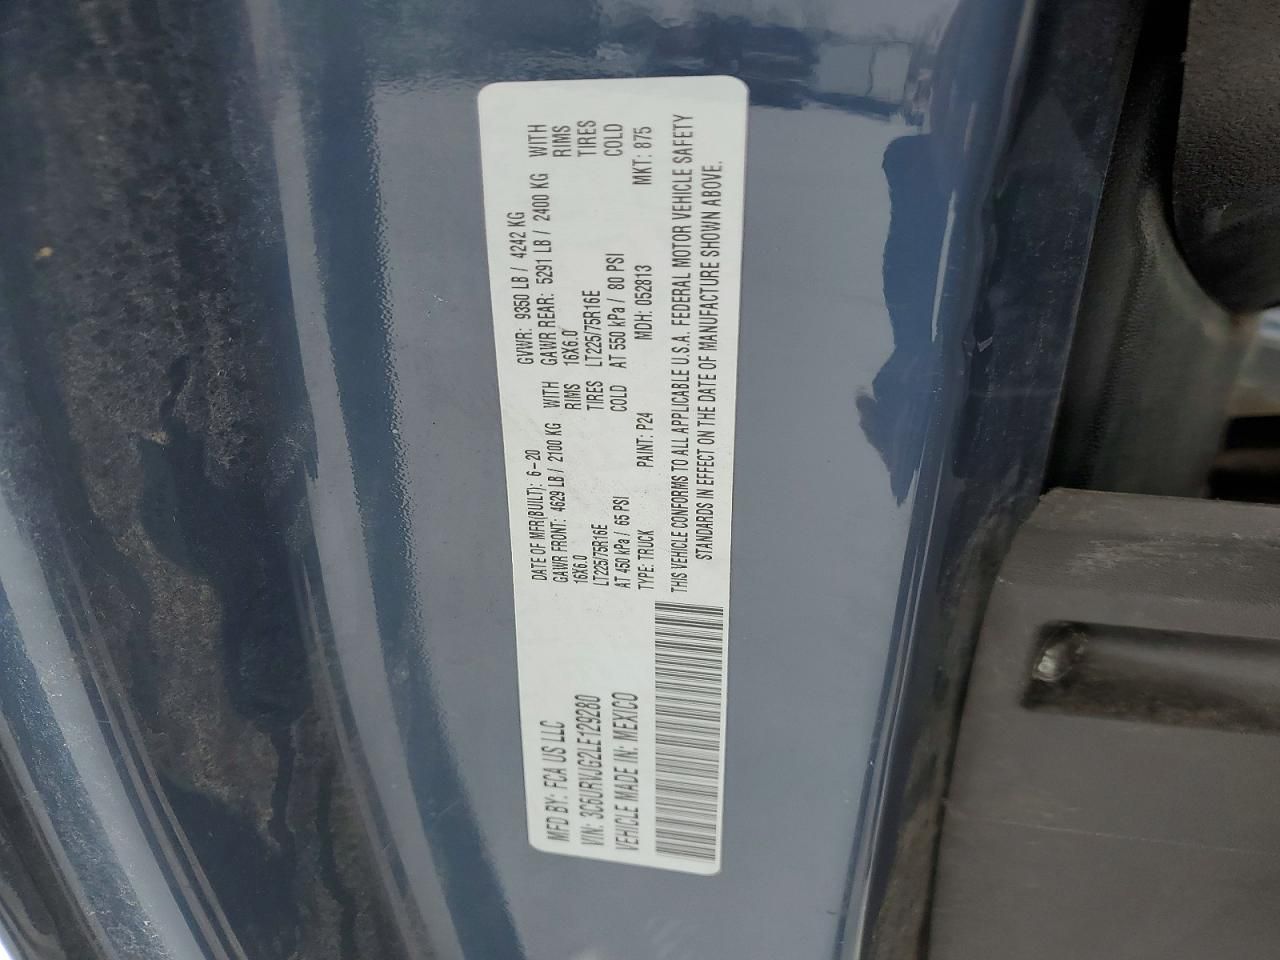 MFD BY: FCA US LLC
DATE OF MFR(BUILT): 6-20
GVWR: 9350 LB / 4242 KG
VIN: 3C6URVJG2LE129280
GAWR FRONT: 4629 LB / 2100 KG WITH
GAWR REAR: 5291 LB / 2400 KG WITH
VEHICLE MADE IN: MEXICO
16X6.0 RIMS
16X6.0 RIMS
LT225/75R16E TIRES
LT225/75R16E TIRES
AT 450 kPa / 65 PSI COLD
AT 550 kPa / 80 PSI COLD
TYPE: TRUCK PAINT: P24 MDH: 052813 MKT: 875
THIS VEHICLE CONFORMS TO ALL APPLICABLE U.S.A. FEDERAL MOTOR VEHICLE SAFETY
STANDARDS IN EFFECT ON THE DATE OF MANUFACTURE SHOWN ABOVE.